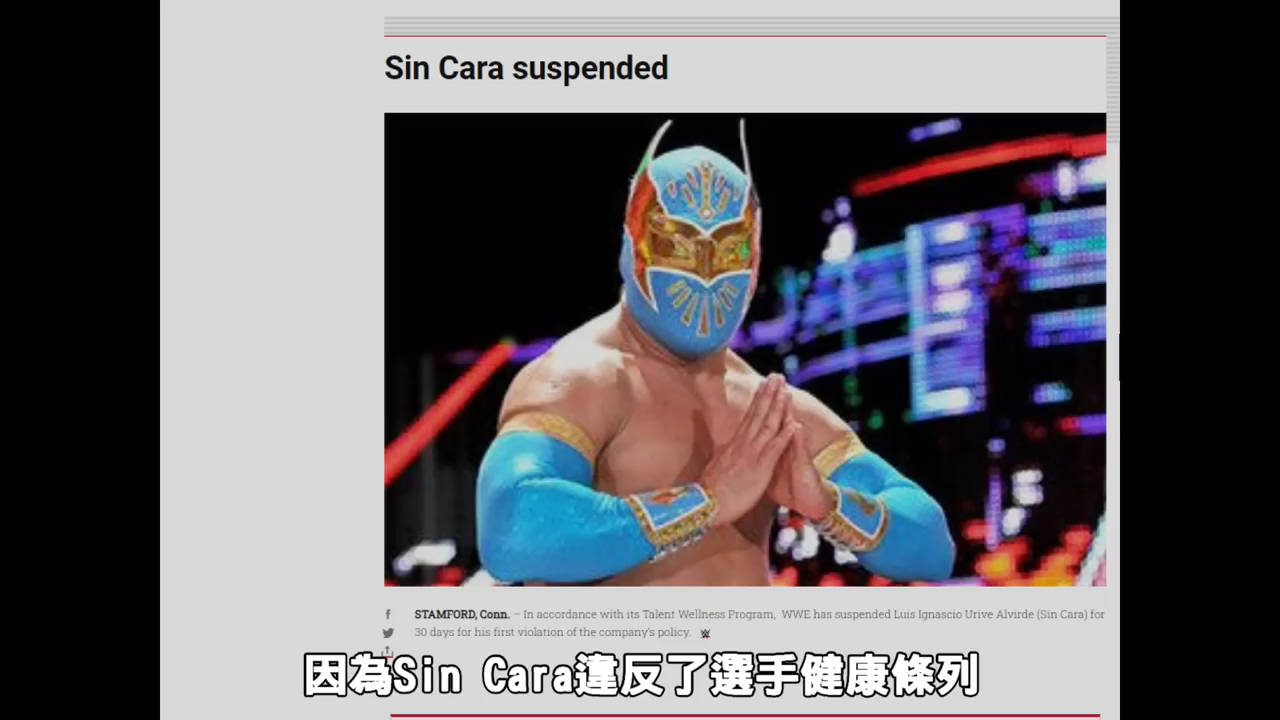 Sin Cara suspended
STAMFORD, Conn. – In accordance with its Talent Wellness Program, WWE has suspended Luis Ignascio Urive Alvirde (Sin Cara) for
30 days for his first violation of the company's policy.
因為Sin Cara違反了選手健康條列